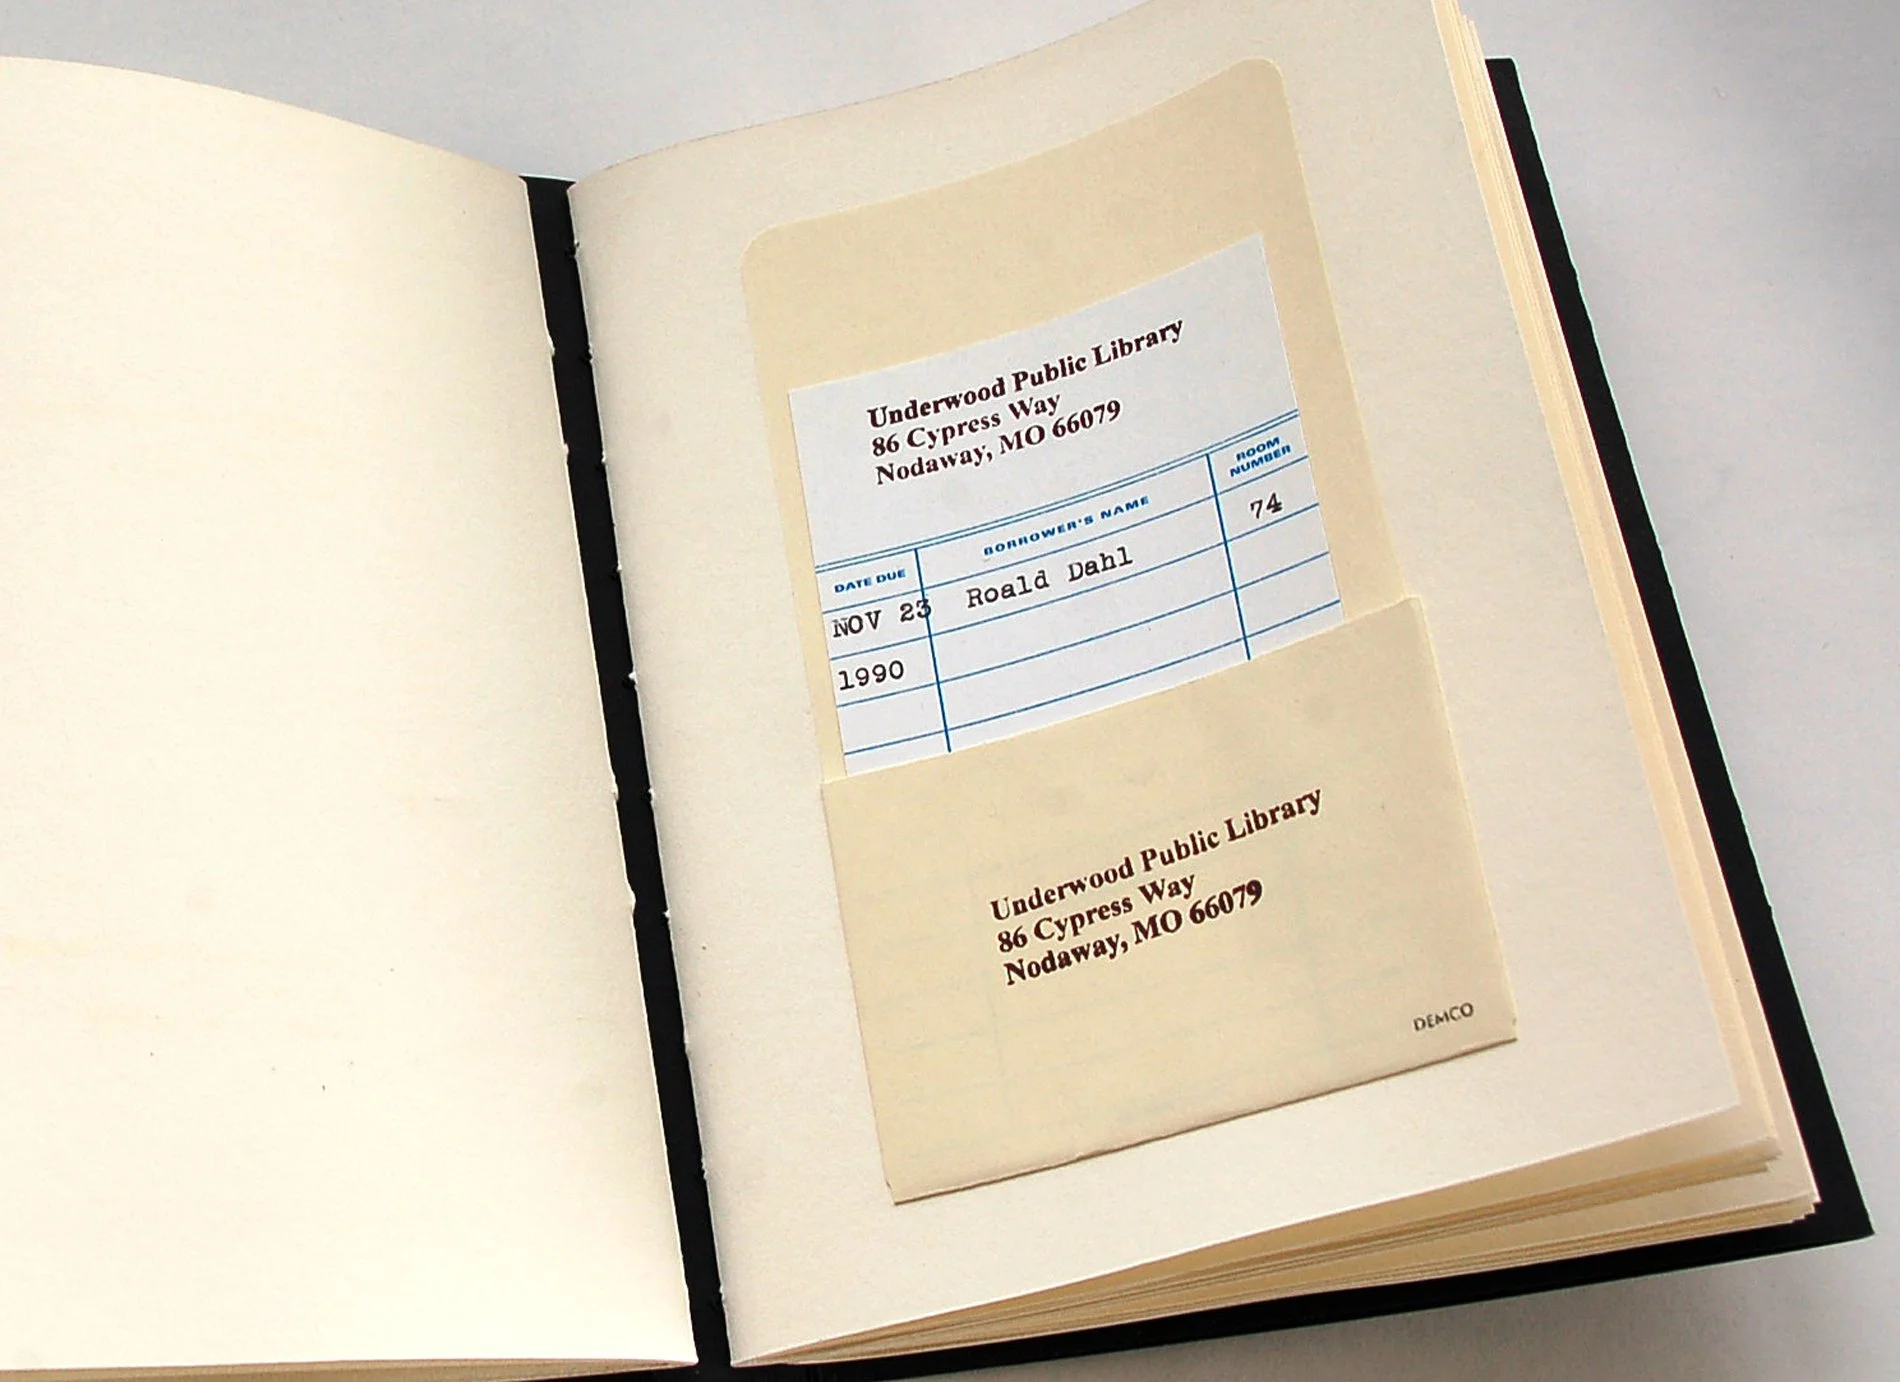 Underwood Public Library
86 Cypress Way
Nodaway, MO 66079
DATE DUE BORROWER'S NAME ROOM NUMBER
NOV 23 Roald Dahl 74
1990
Underwood Public Library
86 Cypress Way
Nodaway, MO 66079
DEMCO